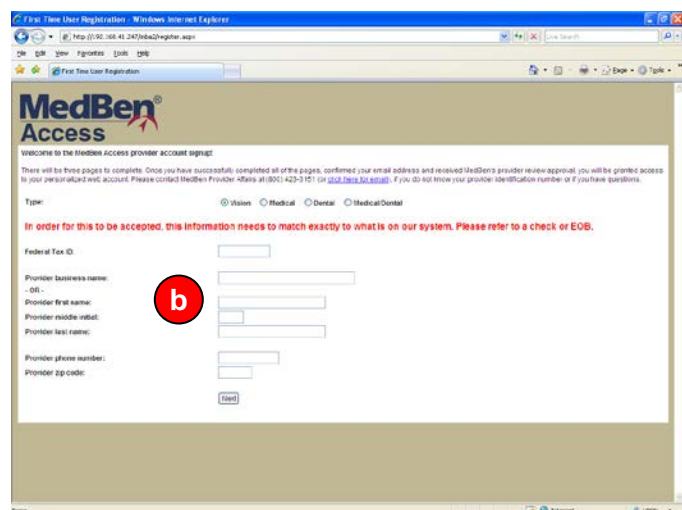 First Time User Registration - Windows Internet Explorer
http://192.168.41.247/mba2/register.aspx
Live Search
File Edit View Favorites Tools Help
First Time User Registration
Page Tools
MedBen®
Access
Welcome to the MedBen Access provider account signup!
There will be three pages to complete. Once you have successfully completed all of the pages, confirmed your email address and received MedBen's provider review approval, you will be granted access
to your personalized web account. Please contact MedBen Provider Affairs at (800) 423-3151 (or click here for email), if you do not know your provider identification number or if you have questions.
Type: Vision Medical Dental Medical/Dental
In order for this to be accepted, this information needs to match exactly to what is on our system. Please refer to a check or EOB.
Federal Tax ID:
Provider business name:
- OR -
b
Provider first name:
Provider middle initial:
Provider last name:
Provider phone number:
Provider zip code:
Next